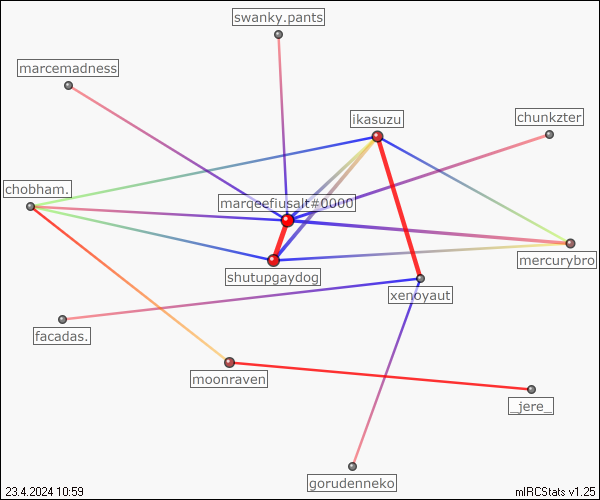 swanky.pants
marcemadness
ikasuzu
chunkzter
chobham.
marqeefiusalt#0000
mercurybro
shutupgaydog
xenoyaut
facadas.
moonraven
_jere_
gorudenneko
23.4.2024 10:59
mIRCStats v1.25